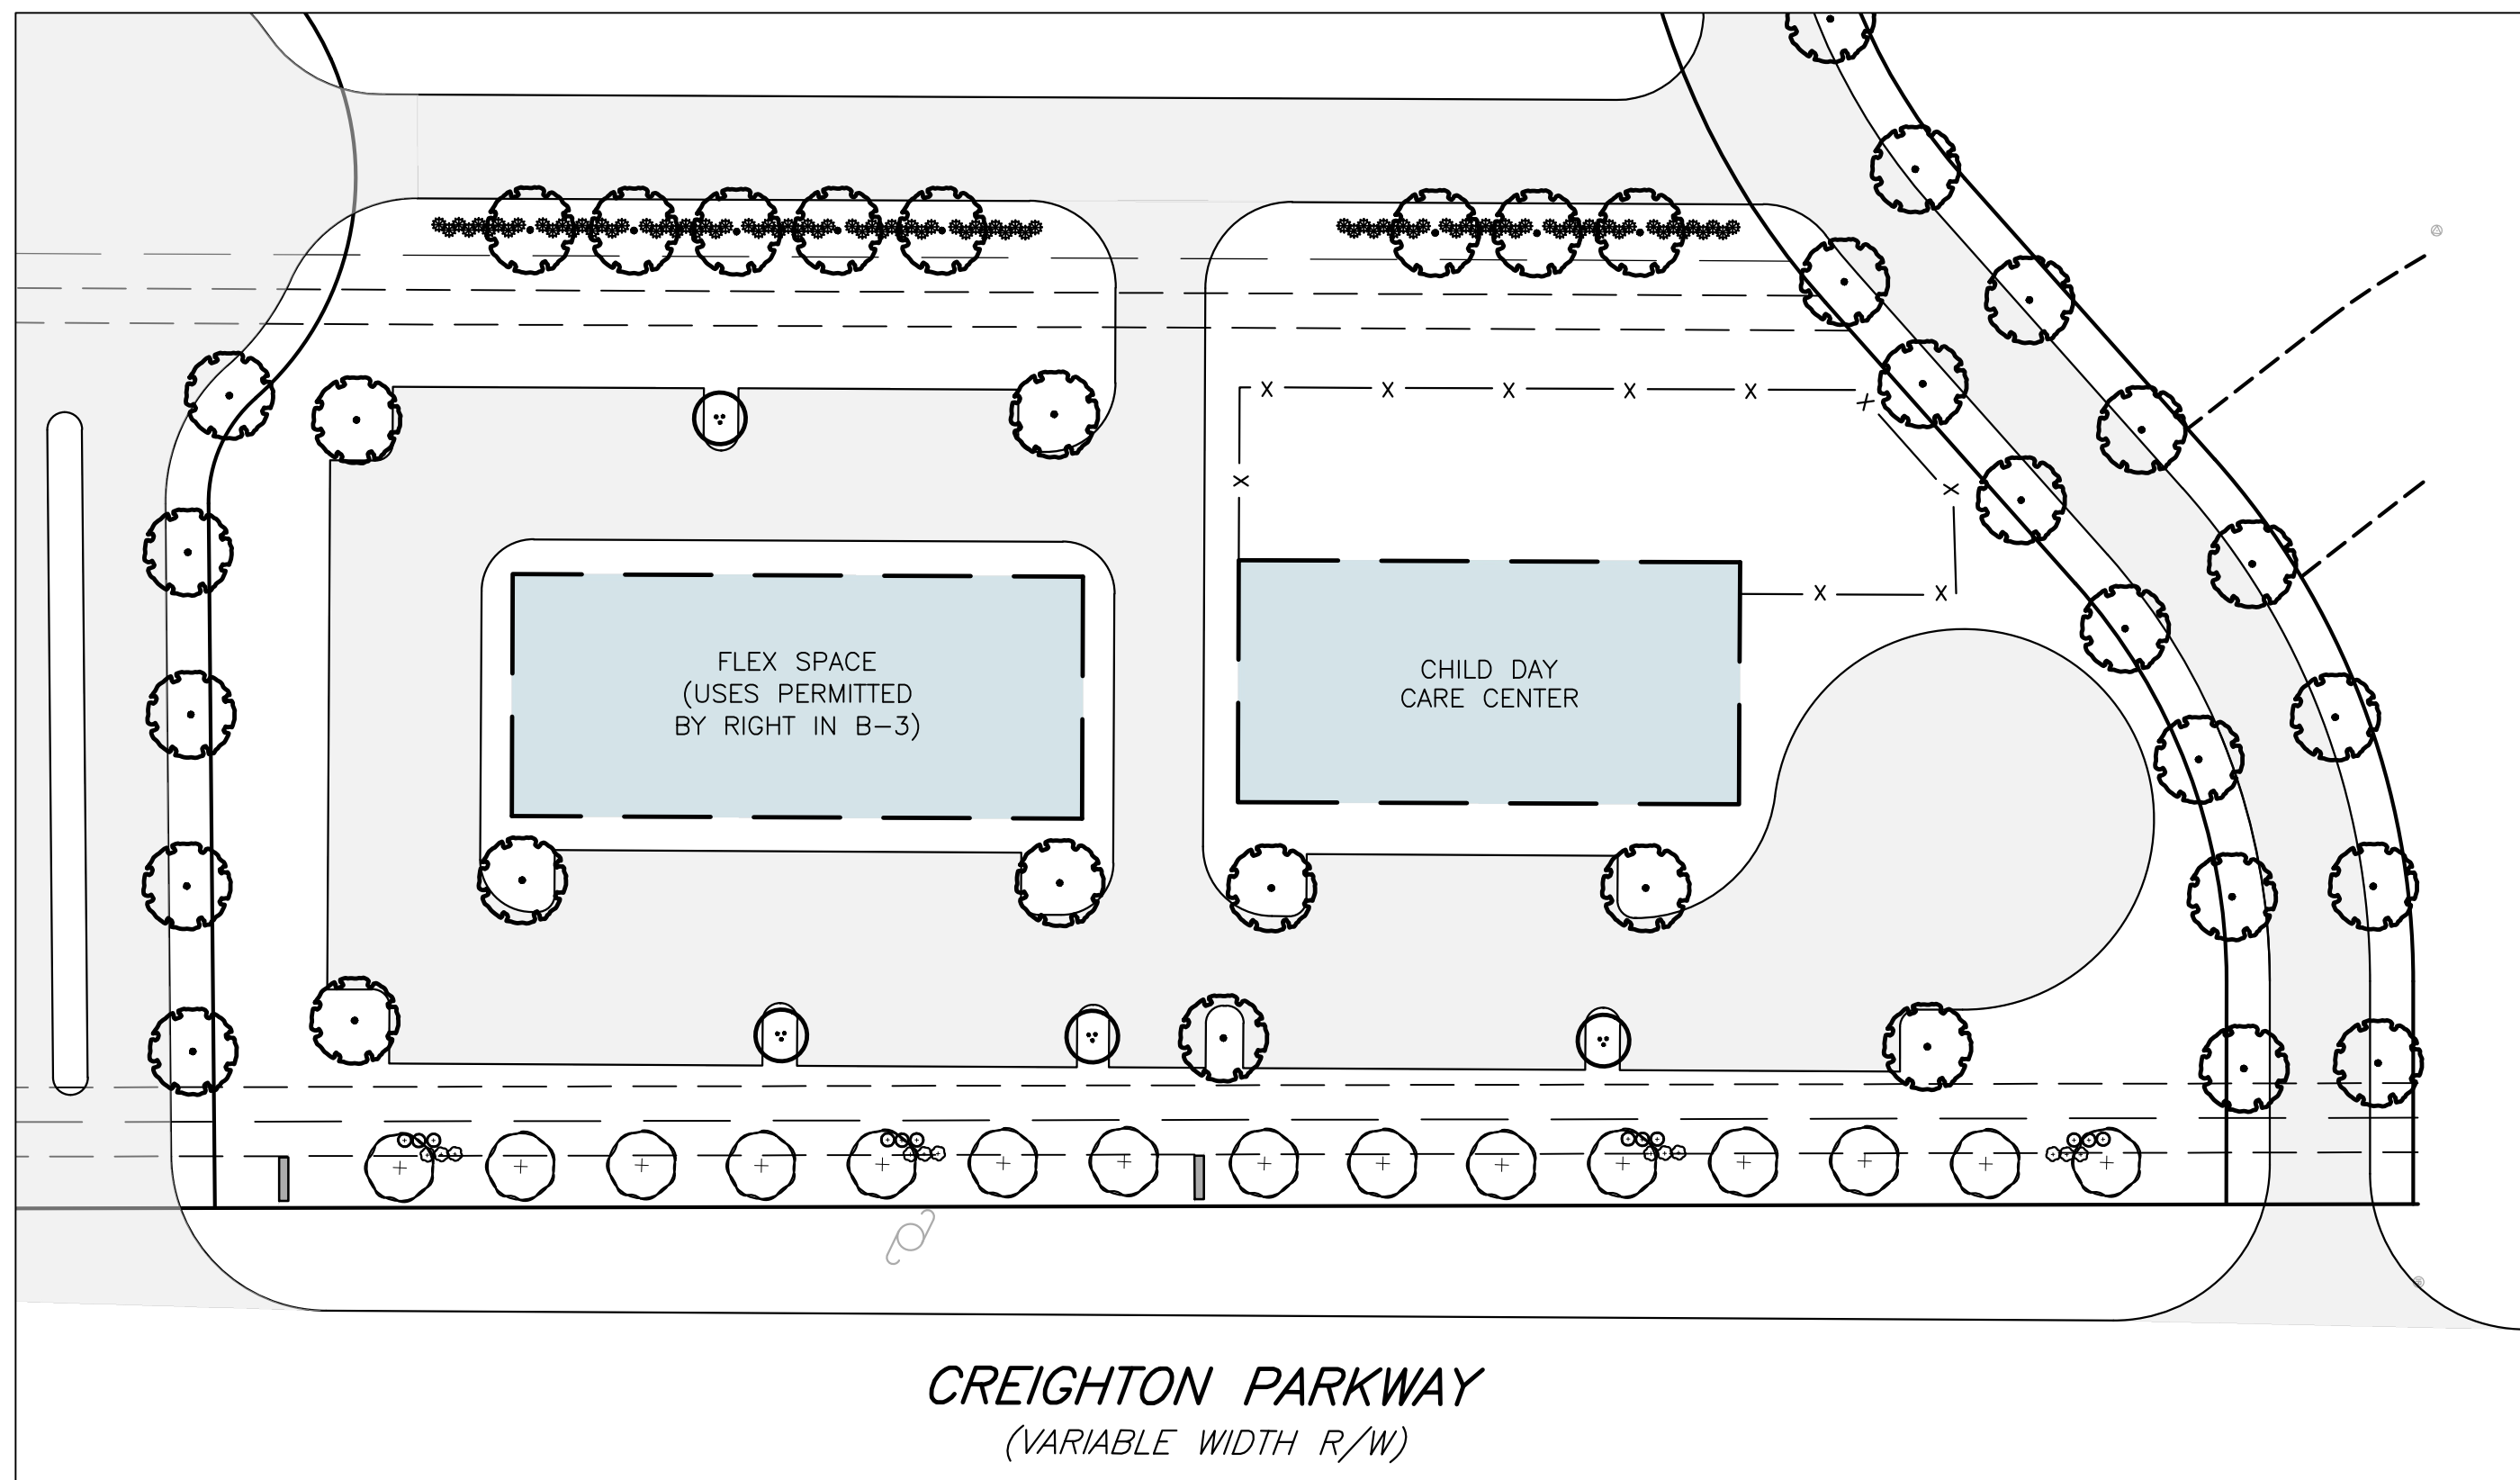 FLEX SPACE
(USES PERMITTED
BY RIGHT IN B-3)
CHILD DAY
CARE CENTER
CREIGHTON PARKWAY
(VARIABLE WIDTH R/W)